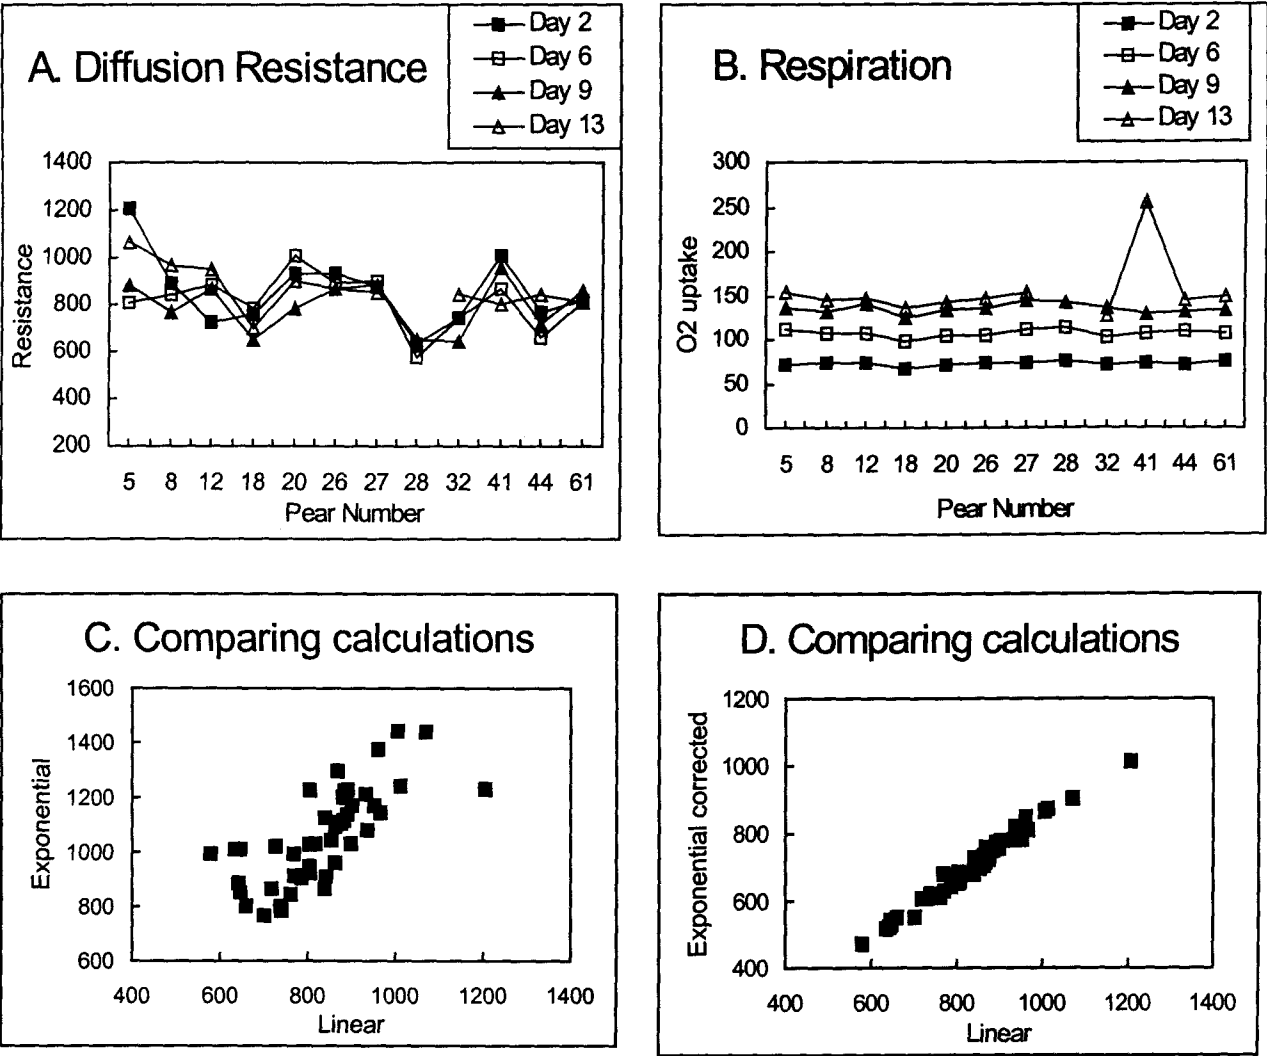 A. Diffusion Resistance
Day 2
Day 6
Day 9
Day 13
1400
1200
1000
800
600
400
200
Resistance
5 8 12 18 20 26 27 28 32 41 44 61
Pear Number
B. Respiration
Day 2
Day 6
Day 9
Day 13
300
250
200
150
100
50
0
O2 uptake
5 8 12 18 20 26 27 28 32 41 44 61
Pear Number
C. Comparing calculations
1600
1400
1200
1000
800
600
Exponential
400 600 800 1000 1200 1400
Linear
D. Comparing calculations
1200
1000
800
600
400
Exponential corrected
400 600 800 1000 1200 1400
Linear